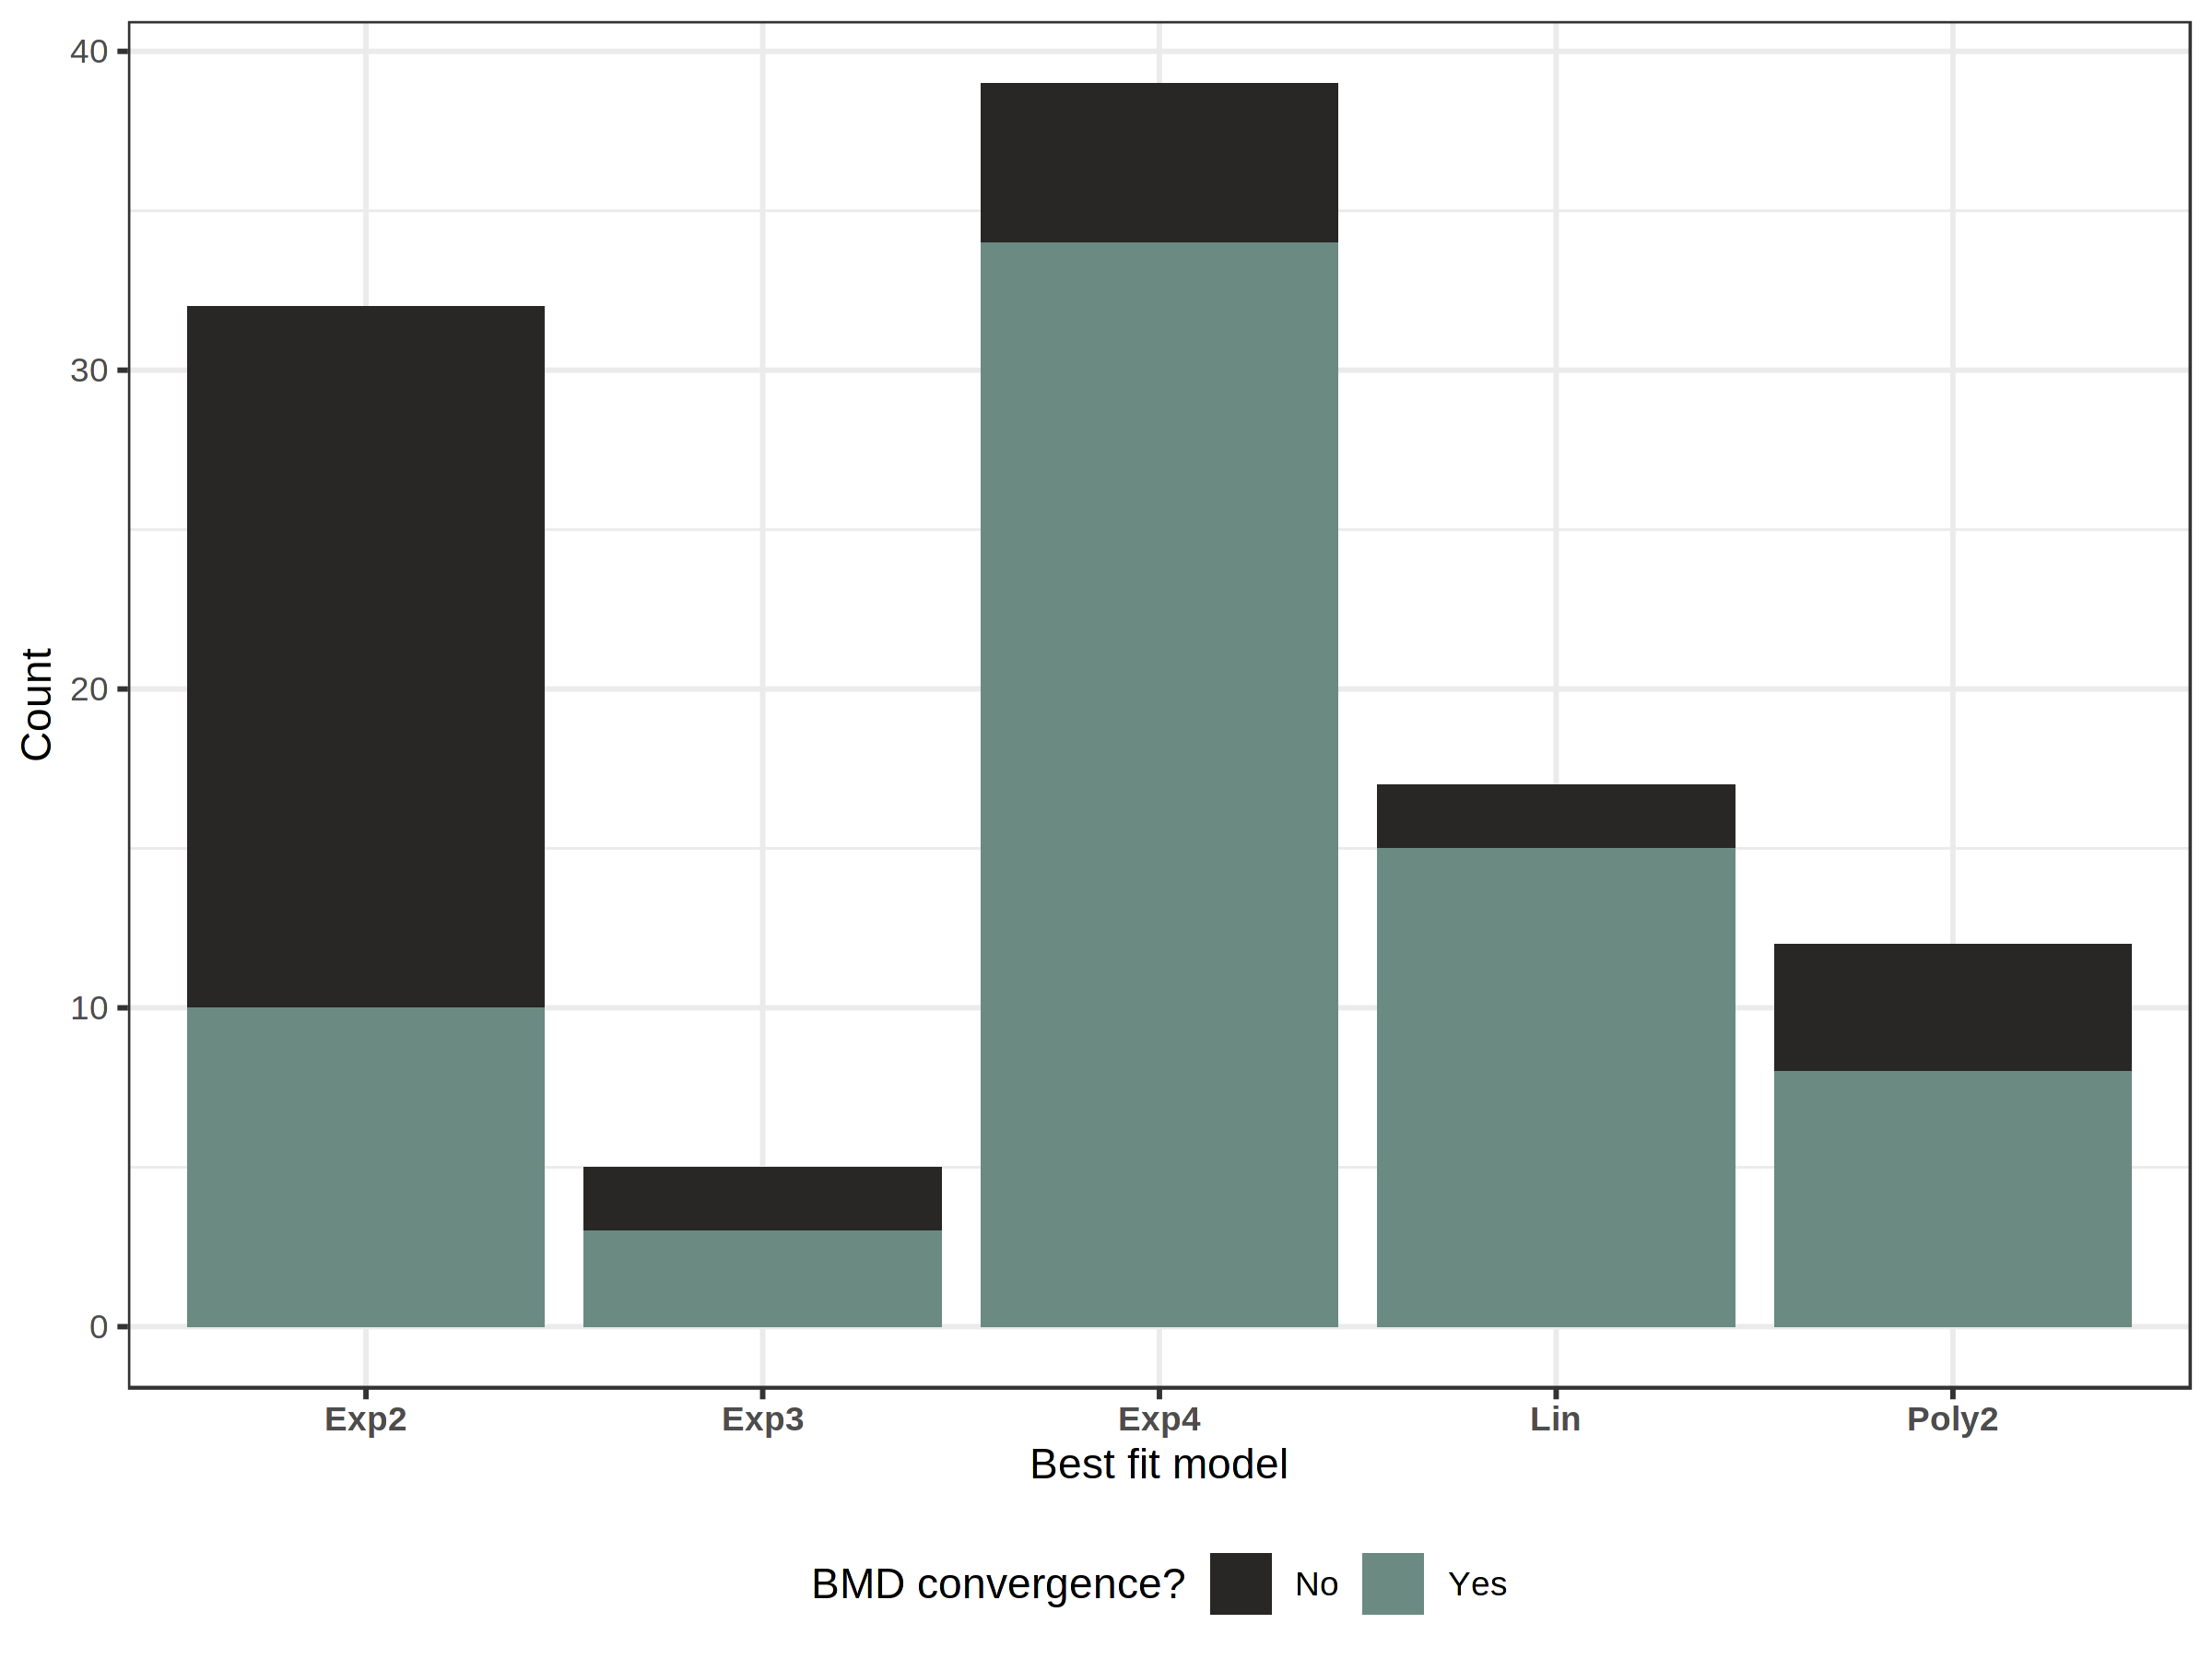 40
30
20
10
0
Count
Exp2 Exp3 Exp4 Lin Poly2
Best fit model
BMD convergence? No Yes